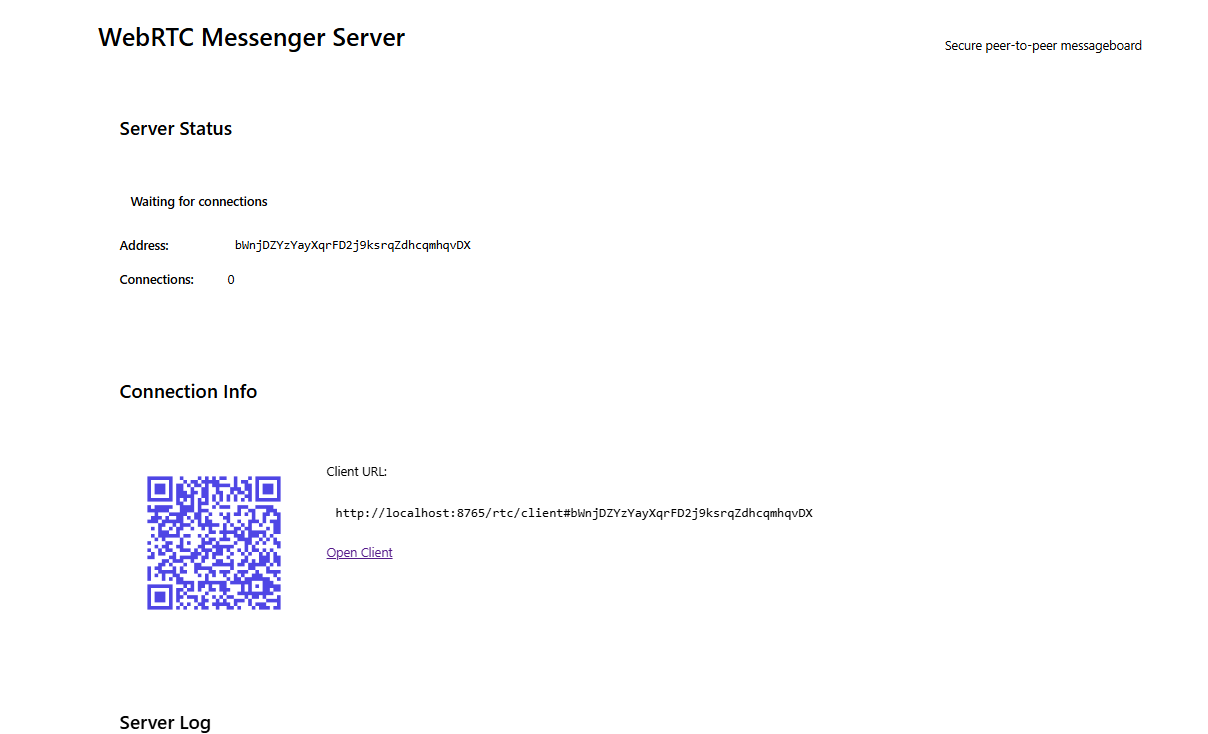 WebRTC Messenger Server
Secure peer-to-peer messageboard
Server Status
Waiting for connections
Address: bWnjDZYzYayXqrFD2j9ksrqZdhcqmhqvDX
Connections: 0
Connection Info
Client URL:
http://localhost:8765/rtc/client#bWnjDZYzYayXqrFD2j9ksrqZdhcqmhqvDX
Open Client
Server Log